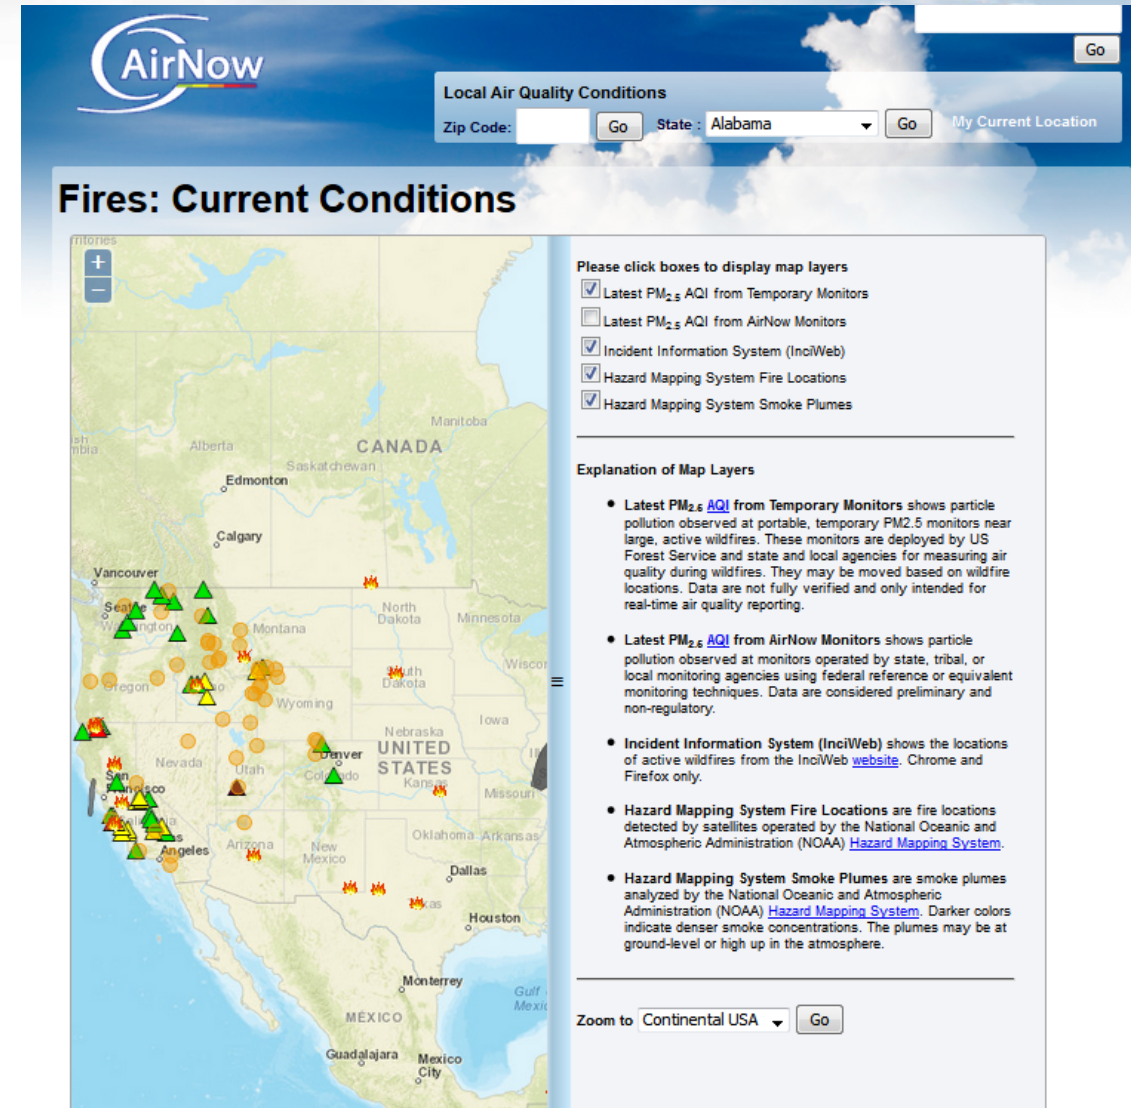 AirNow
Go
Local Air Quality Conditions
Zip Code: Go State : Alabama Go My Current Location
Fires: Current Conditions
+
−
Manitoba
Alberta
CANADA
Saskatchewan
Edmonton
Calgary
Vancouver
North
Dakota
Minnesota
Montana
Oregon
Wyoming
Iowa
Nebraska
UNITED
STATES
Nevada
Utah
Kansas
Missouri
San
Oklahoma Arkansas
Arizona
New
Mexico
Angeles
Dallas
Houston
Monterrey
Gulf
MÉXICO
Guadalajara
Mexico
City
Please click boxes to display map layers
Latest PM2.5 AQI from Temporary Monitors
Latest PM2.5 AQI from AirNow Monitors
Incident Information System (InciWeb)
Hazard Mapping System Fire Locations
Hazard Mapping System Smoke Plumes
Explanation of Map Layers
• Latest PM2.5 AQI from Temporary Monitors shows particle
pollution observed at portable, temporary PM2.5 monitors near
large, active wildfires. These monitors are deployed by US
Forest Service and state and local agencies for measuring air
quality during wildfires. They may be moved based on wildfire
locations. Data are not fully verified and only intended for
real-time air quality reporting.
• Latest PM2.5 AQI from AirNow Monitors shows particle
pollution observed at monitors operated by state, tribal, or
local monitoring agencies using federal reference or equivalent
monitoring techniques. Data are considered preliminary and
non-regulatory.
• Incident Information System (InciWeb) shows the locations
of active wildfires from the InciWeb website. Chrome and
Firefox only.
• Hazard Mapping System Fire Locations are fire locations
detected by satellites operated by the National Oceanic and
Atmospheric Administration (NOAA) Hazard Mapping System.
• Hazard Mapping System Smoke Plumes are smoke plumes
analyzed by the National Oceanic and Atmospheric
Administration (NOAA) Hazard Mapping System. Darker colors
indicate denser smoke concentrations. The plumes may be at
ground-level or high up in the atmosphere.
Zoom to Continental USA Go